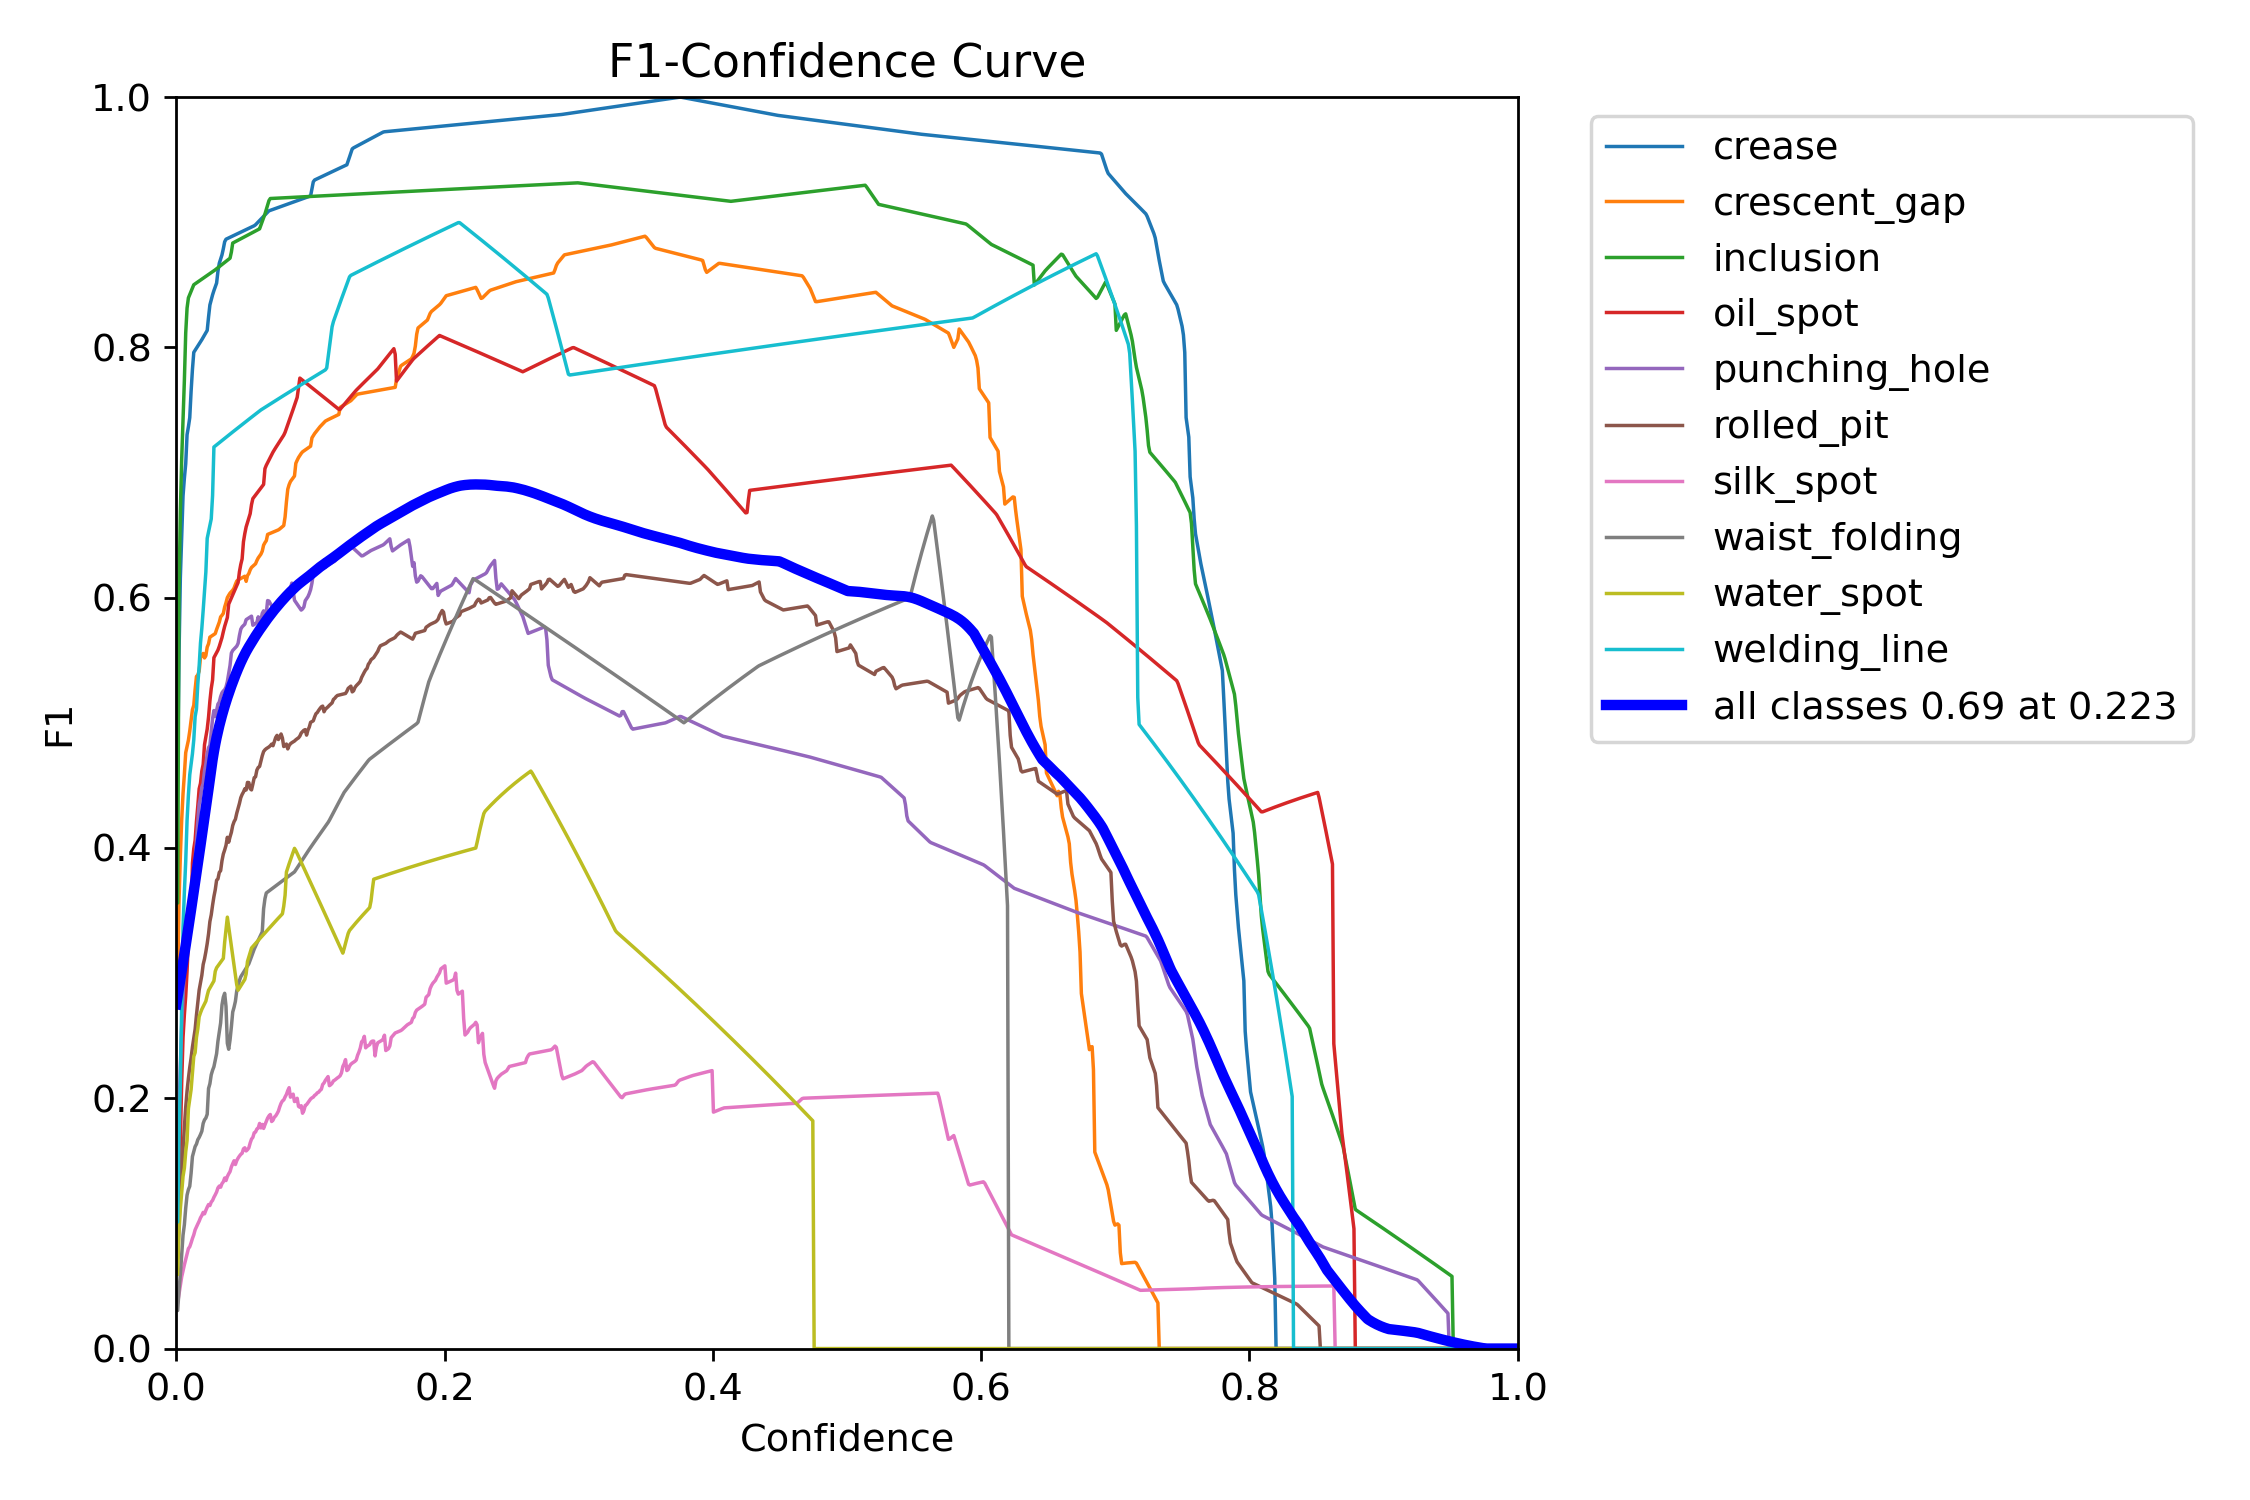 F1-Confidence Curve
1.0
0.8
0.6
0.4
0.2
0.0
F1
0.0 0.2 0.4 0.6 0.8 1.0
Confidence
crease
crescent_gap
inclusion
oil_spot
punching_hole
rolled_pit
silk_spot
waist_folding
water_spot
welding_line
all classes 0.69 at 0.223